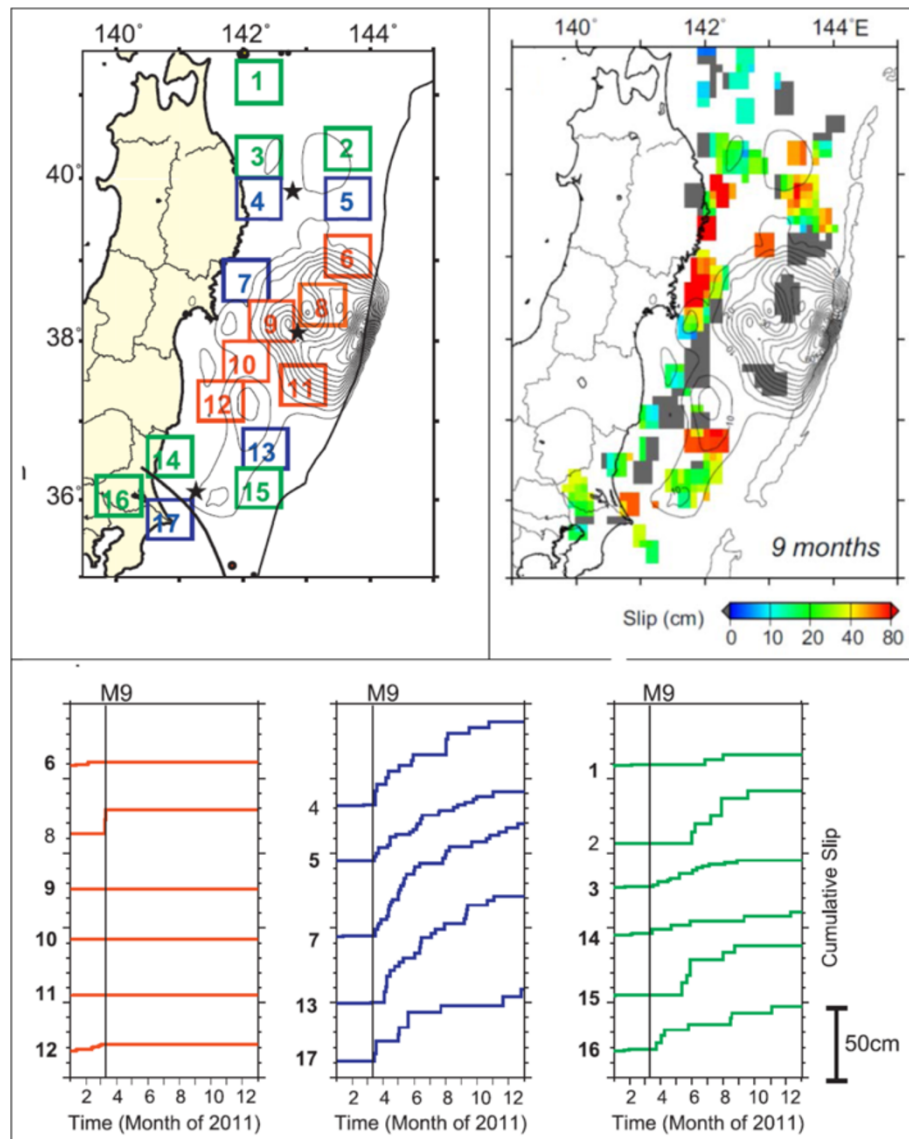 140° 142° 144°
40°
38°
36°
1
3 2
4 5
6
7
8
9
10
11
12
13
14
15
16
17
140° 142° 144°E
9 months
Slip (cm)
0 10 20 40 80
M9
6
8
9
10
11
12
2 4 6 8 10 12
Time (Month of 2011)
M9
4
5
7
13
17
2 4 6 8 10 12
Time (Month of 2011)
M9
1
2
3
14
15
16
2 4 6 8 10 12
Time (Month of 2011)
Cumulative Slip
50cm